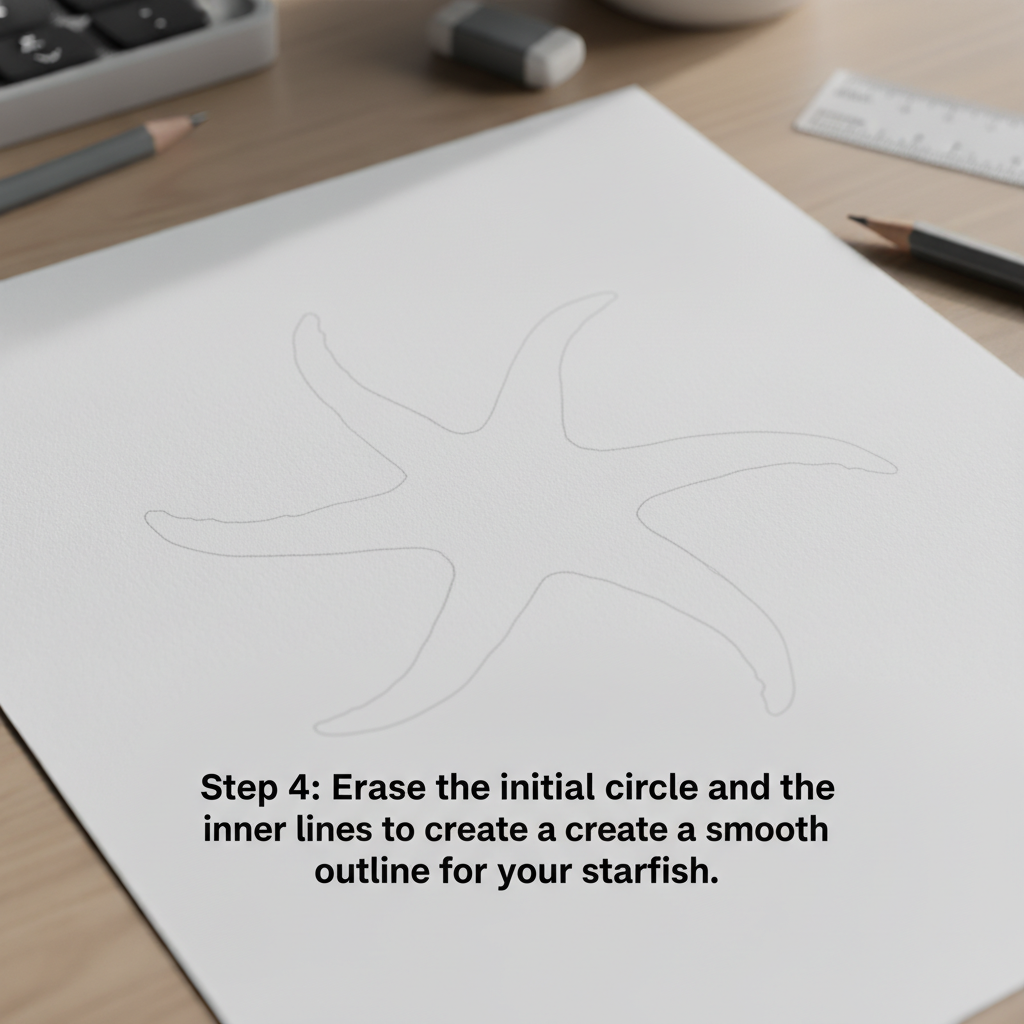 Step 4: Erase the initial circle and the
inner lines to create a create a smooth
outline for your starfish.